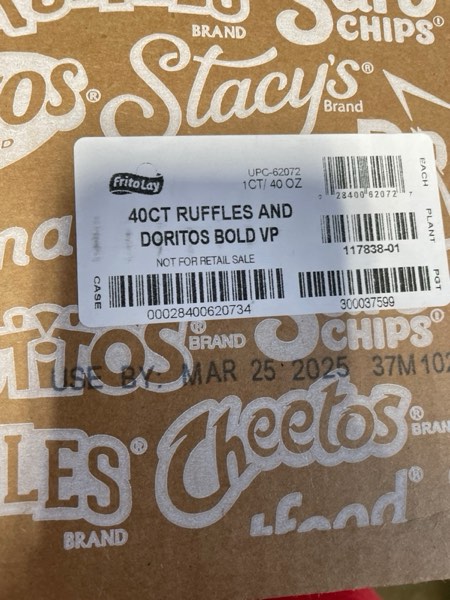 BRAND
CHIPS®
Stacy's®
Brand
FritoLay
UPC-62072
1CT/ 40 OZ
EACH
28400 62072 7
40CT RUFFLES AND
DORITOS BOLD VP
NOT FOR RETAIL SALE
PLANT
117838-01
CASE
00028400620734
PGT
300037599
BRAND
CHIPS®
USE BY: MAR 25 2025 37M102
LES®
BRAND
Cheetos®